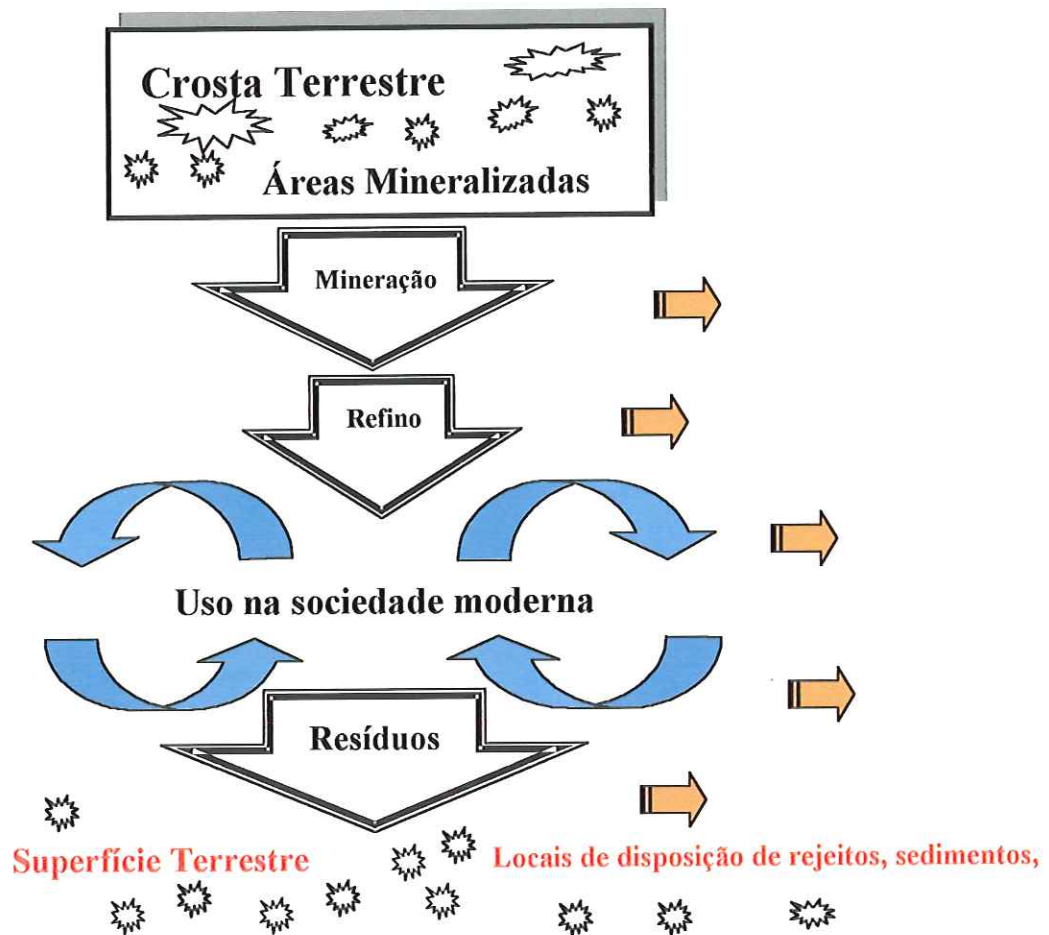 Crosta Terrestre
Áreas Mineralizadas
Mineração
Refino
Uso na sociedade moderna
Resíduos
Superfície Terrestre
Locais de disposição de rejeitos, sedimentos,